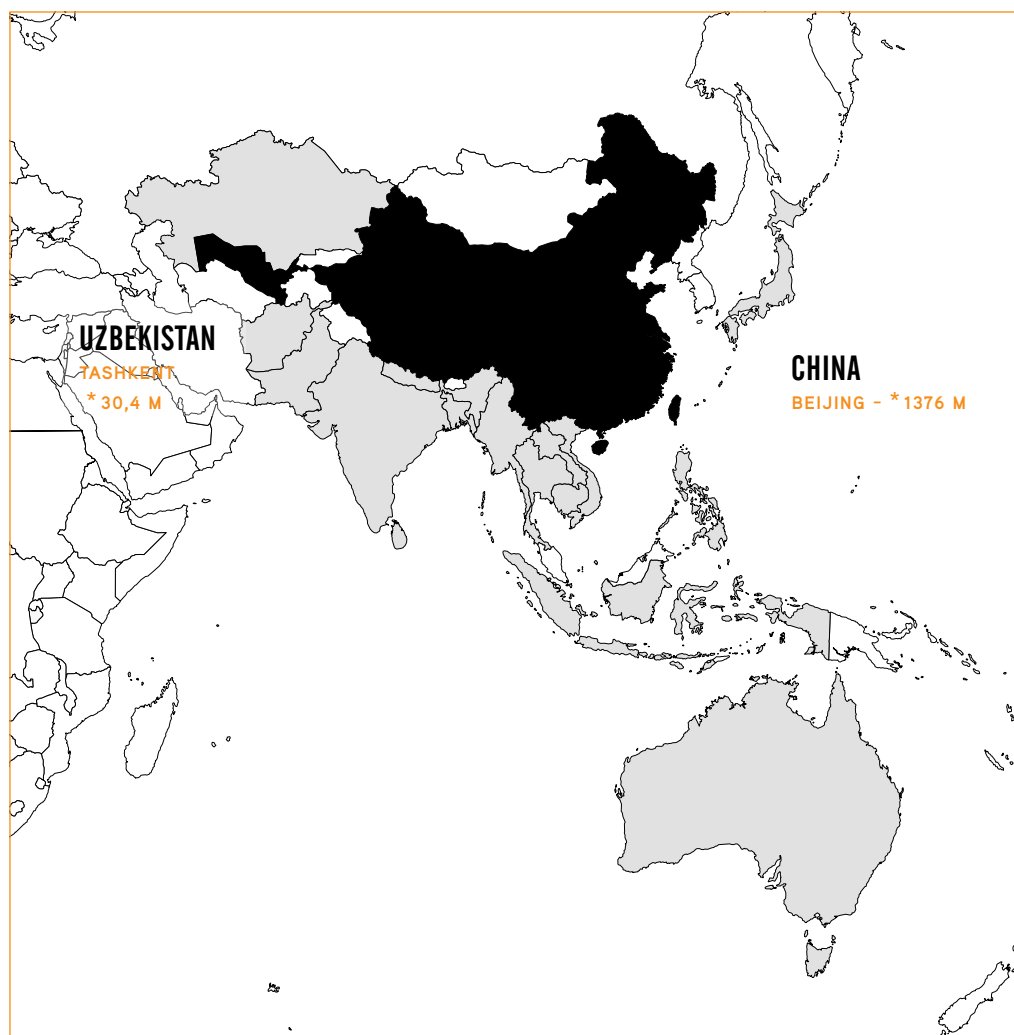 UZBEKISTAN
TASHKENT
* 30,4 M
CHINA
BEIJING - * 1376 M